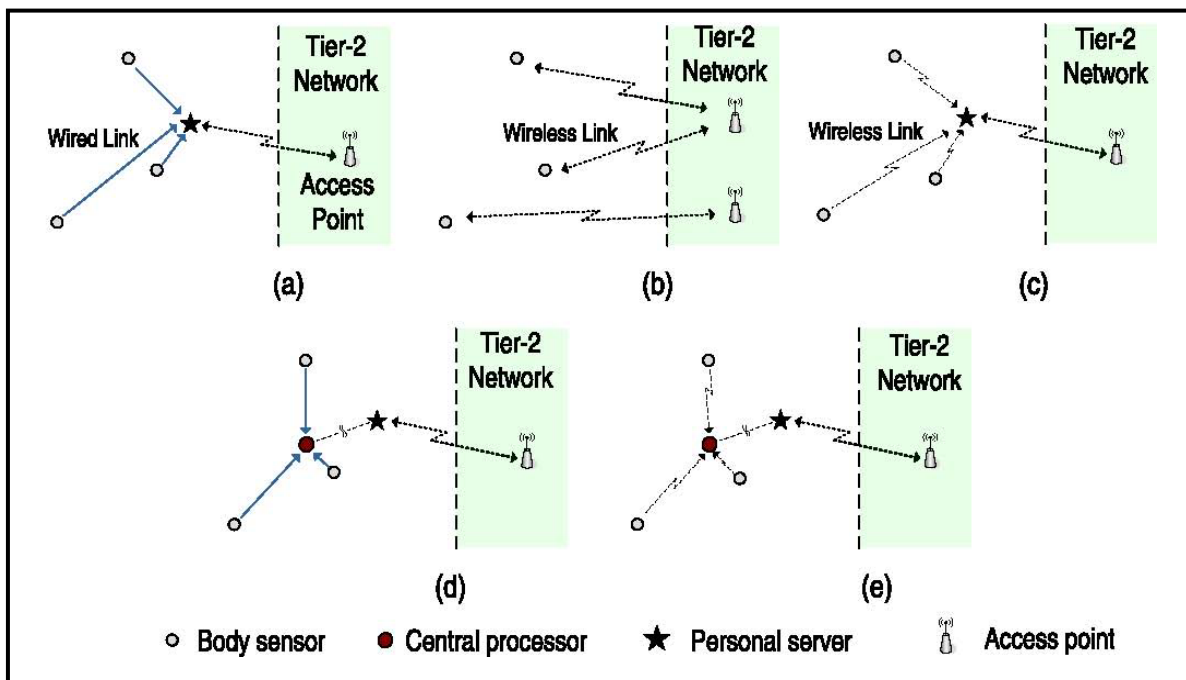 Tier-2
Network
Wired Link
Access
Point
(a)
Tier-2
Network
Wireless Link
(b)
Tier-2
Network
Wireless Link
(c)
Tier-2
Network
(d)
Tier-2
Network
(e)
Body sensor
Central processor
Personal server
Access point